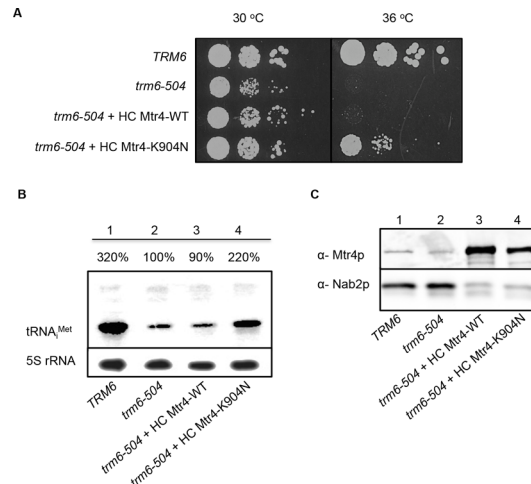 A
30 ºC 36 ºC
TRM6
trm6-504
trm6-504 + HC Mtr4-WT
trm6-504 + HC Mtr4-K904N
B
1 2 3 4
320% 100% 90% 220%
tRNAiMet
5S rRNA
TRM6
trm6-504
trm6-504 + HC Mtr4-WT
trm6-504 + HC Mtr4-K904N
C
1 2 3 4
α- Mtr4p
α- Nab2p
TRM6
trm6-504
trm6-504 + HC Mtr4-WT
trm6-504 + HC Mtr4-K904N